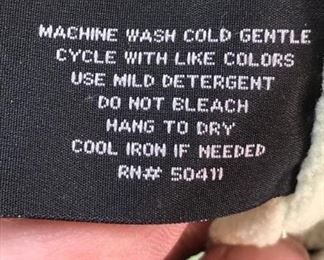 MACHINE WASH COLD GENTLE
CYCLE WITH LIKE COLORS
USE MILD DETERGENT
DO NOT BLEACH
HANG TO DRY
COOL IRON IF NEEDED
RN# 50411